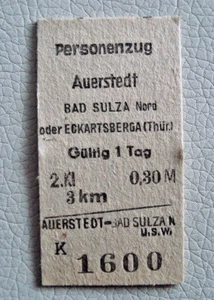 Personenzug
Auerstedt
BAD SULZA Nord
oder ECKARTSBERGA (Thür.)
Gültig 1 Tag
2.Kl 0,30 M
3 km
AUERSTEDT-BAD SULZA N
u.s.w.
K
1600